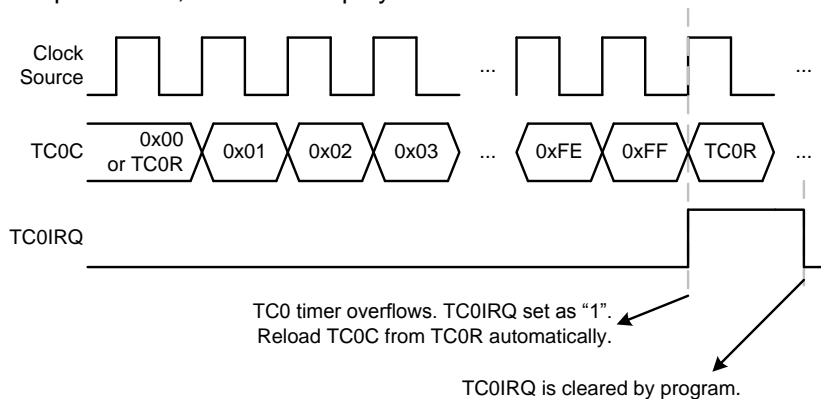 Clock
Source
...
...
TC0C
0x00
or TC0R
0x01
0x02
0x03
...
0xFE
0xFF
TC0R
...
TC0IRQ
TC0 timer overflows. TC0IRQ set as “1”.
Reload TC0C from TC0R automatically.
TC0IRQ is cleared by program.